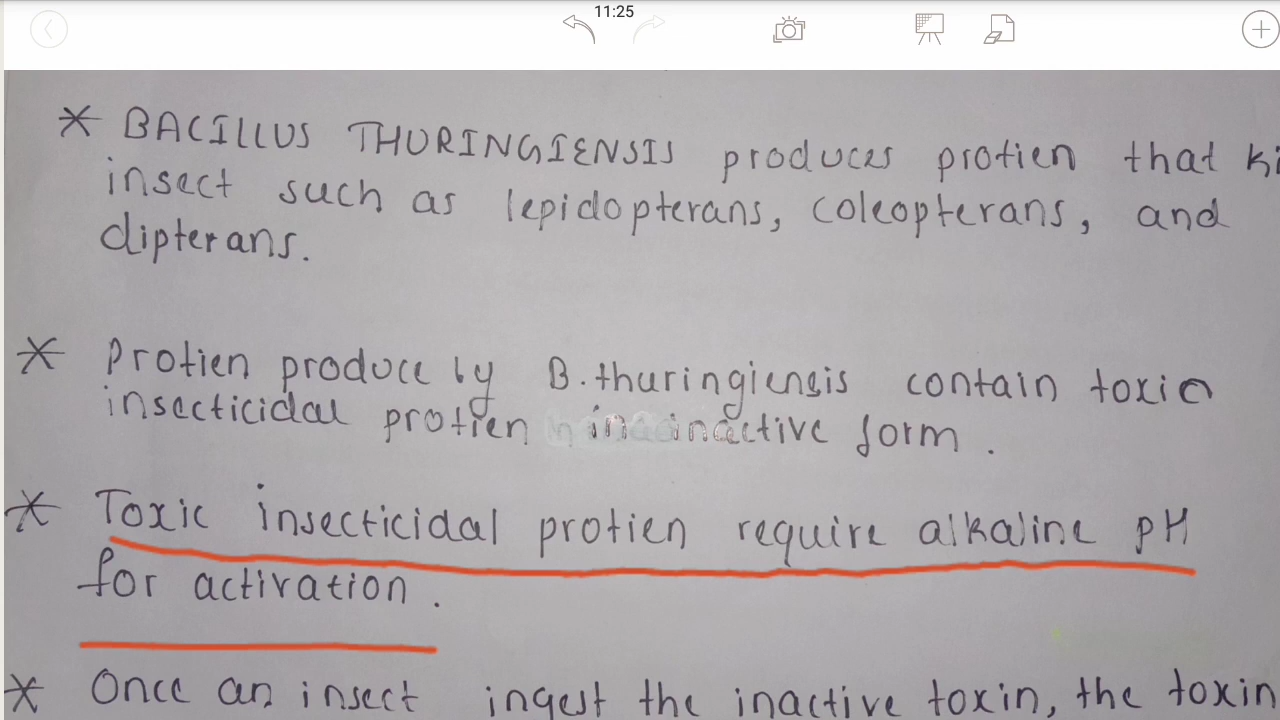 11:25
* BACILLUS THURINGIENSIS produces protien that ki
insect such as lepidopterans, coleopterans, and
dipterans.
* Protien produce by B.thuringiensis contain toxic
insecticidal protien in inactive form.
* Toxic insecticidal protien require alkaline pH
for activation.
* Once an insect ingest the inactive toxin, the toxin